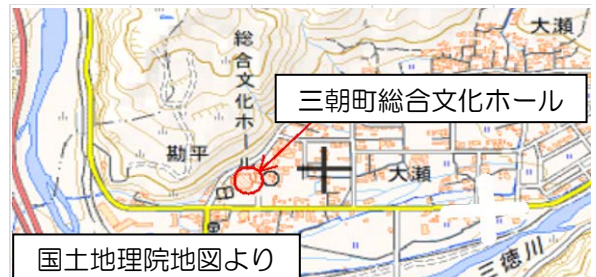 大瀬
総合文化ホール
三朝町総合文化ホール
勘平
大瀬
三徳川
国土地理院地図より